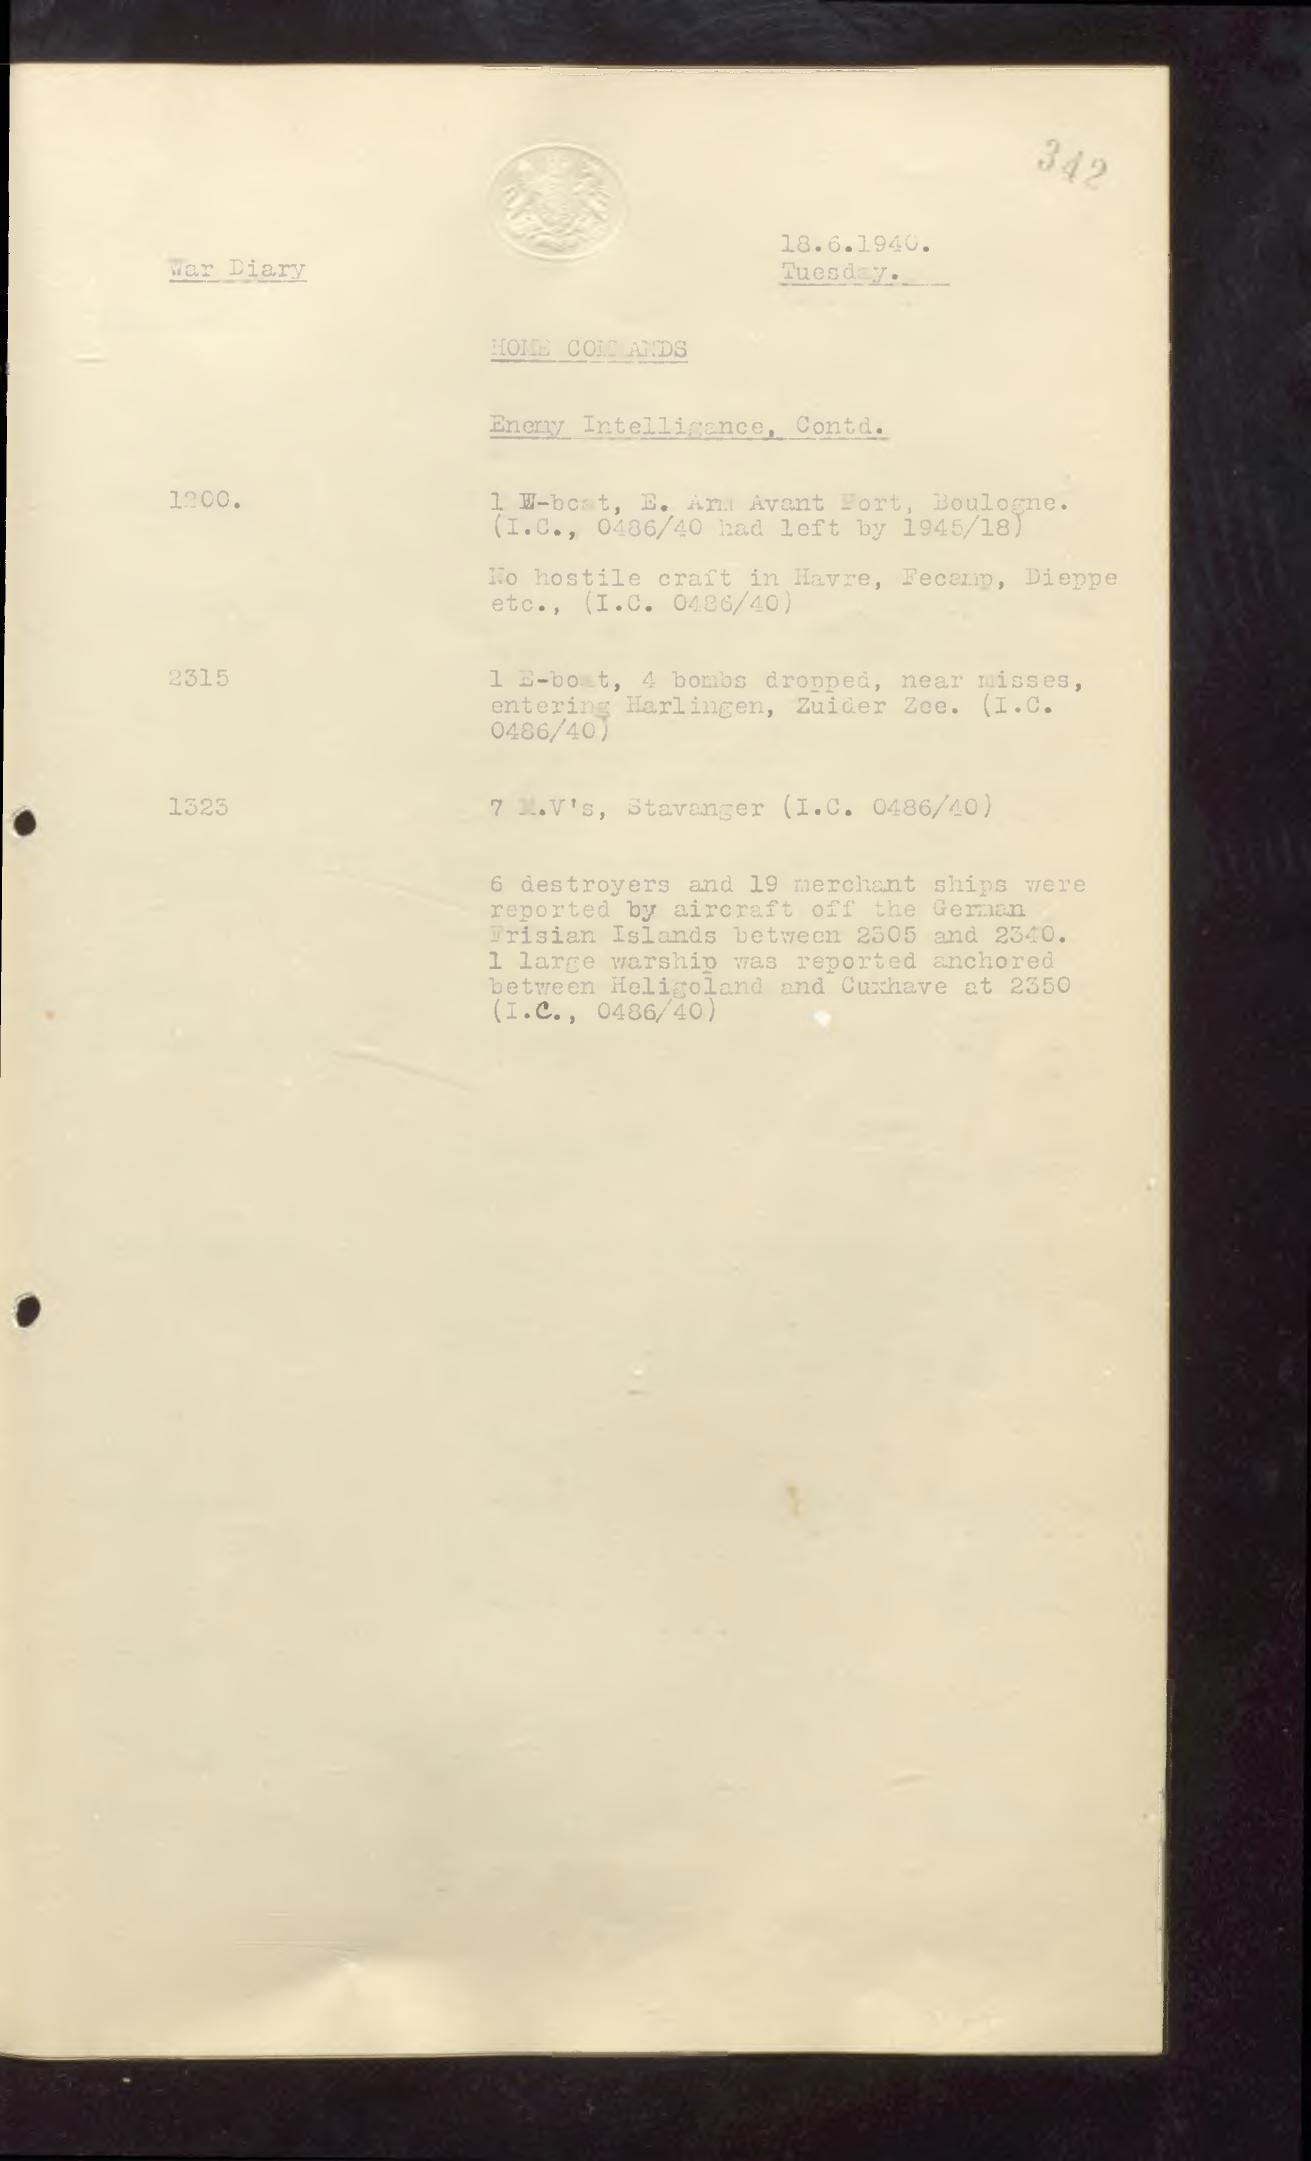 342
18.6.1940.
War Diary
Tuesday.
HOME COMMANDS
Enemy Intelligence, Contd.
1200. 1 E-boat, E. Arm Avant Port, Boulogne.
(I.C., 0486/40 had left by 1945/18)
No hostile craft in Havre, Fecamp, Dieppe
etc., (I.C. 0486/40)
2315 1 E-boat, 4 bombs dropped, near misses,
entering Harlingen, Zuider Zee. (I.C.
0486/40)
1323 7 M.V's, Stavanger (I.C. 0486/40)
6 destroyers and 19 merchant ships were
reported by aircraft off the German
Frisian Islands between 2305 and 2340.
1 large warship was reported anchored
between Heligoland and Cuxhave at 2350
(I.C., 0486/40)